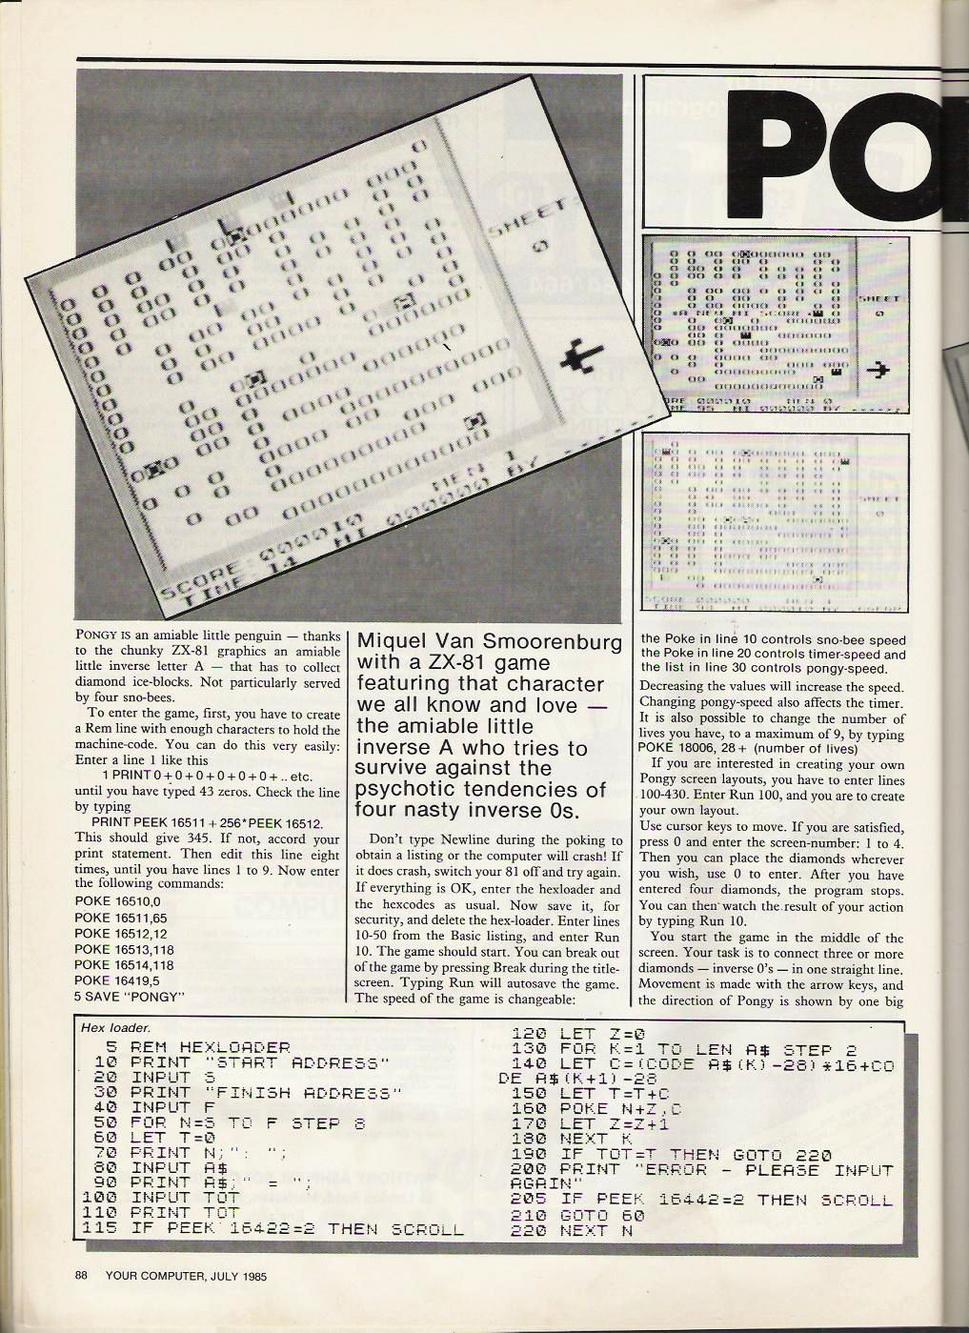 PO
SHEET:
0
SCORE 000010 MEN 1
TIME 14 HI 000000 BY ------
SHEET
0
A NEW HI SCORE
ORE 000010 MEN 0
ME 95 HI 000000 BY ------
SHEET
0
PONGY IS an amiable little penguin — thanks
to the chunky ZX-81 graphics an amiable
little inverse letter A — that has to collect
diamond ice-blocks. Not particularly served
by four sno-bees.
To enter the game, first, you have to create
a Rem line with enough characters to hold the
machine-code. You can do this very easily:
Enter a line 1 like this
1 PRINT 0+0+0+0+0+0+.. etc.
until you have typed 43 zeros. Check the line
by typing
PRINT PEEK 16511 + 256*PEEK 16512.
This should give 345. If not, accord your
print statement. Then edit this line eight
times, until you have lines 1 to 9. Now enter
the following commands:
POKE 16510,0
POKE 16511,65
POKE 16512,12
POKE 16513,118
POKE 16514,118
POKE 16419,5
5 SAVE "PONGY"
Miquel Van Smoorenburg
with a ZX-81 game
featuring that character
we all know and love —
the amiable little
inverse A who tries to
survive against the
psychotic tendencies of
four nasty inverse 0s.
Don't type Newline during the poking to
obtain a listing or the computer will crash! If
it does crash, switch your 81 off and try again.
If everything is OK, enter the hexloader and
the hexcodes as usual. Now save it, for
security, and delete the hex-loader. Enter lines
10-50 from the Basic listing, and enter Run
10. The game should start. You can break out
of the game by pressing Break during the title-
screen. Typing Run will autosave the game.
The speed of the game is changeable:
the Poke in line 10 controls sno-bee speed
the Poke in line 20 controls timer-speed and
the list in line 30 controls pongy-speed.
Decreasing the values will increase the speed.
Changing pongy-speed also affects the timer.
It is also possible to change the number of
lives you have, to a maximum of 9, by typing
POKE 18006, 28+ (number of lives)
If you are interested in creating your own
Pongy screen layouts, you have to enter lines
100-430. Enter Run 100, and you are to create
your own layout.
Use cursor keys to move. If you are satisfied,
press 0 and enter the screen-number: 1 to 4.
Then you can place the diamonds wherever
you wish, use 0 to enter. After you have
entered four diamonds, the program stops.
You can then watch the result of your action
by typing Run 10.
You start the game in the middle of the
screen. Your task is to connect three or more
diamonds — inverse 0's — in one straight line.
Movement is made with the arrow keys, and
the direction of Pongy is shown by one big
Hex loader.
5 REM HEXLOADER
10 PRINT "START ADDRESS"
20 INPUT S
30 PRINT "FINISH ADDRESS"
40 INPUT F
50 FOR N=S TO F STEP 8
60 LET T=0
70 PRINT N;": ";
80 INPUT A$
90 PRINT A$;" = ";
100 INPUT TOT
110 PRINT TOT
115 IF PEEK 16422=2 THEN SCROLL
120 LET Z=0
130 FOR K=1 TO LEN A$ STEP 2
140 LET C=(CODE A$(K)-28)*16+CO
DE A$(K+1)-28
150 LET T=T+C
160 POKE N+Z,C
170 LET Z=Z+1
180 NEXT K
190 IF TOT=T THEN GOTO 220
200 PRINT "ERROR - PLEASE INPUT
AGAIN"
205 IF PEEK 16442=2 THEN SCROLL
210 GOTO 60
220 NEXT N
88 YOUR COMPUTER, JULY 1985